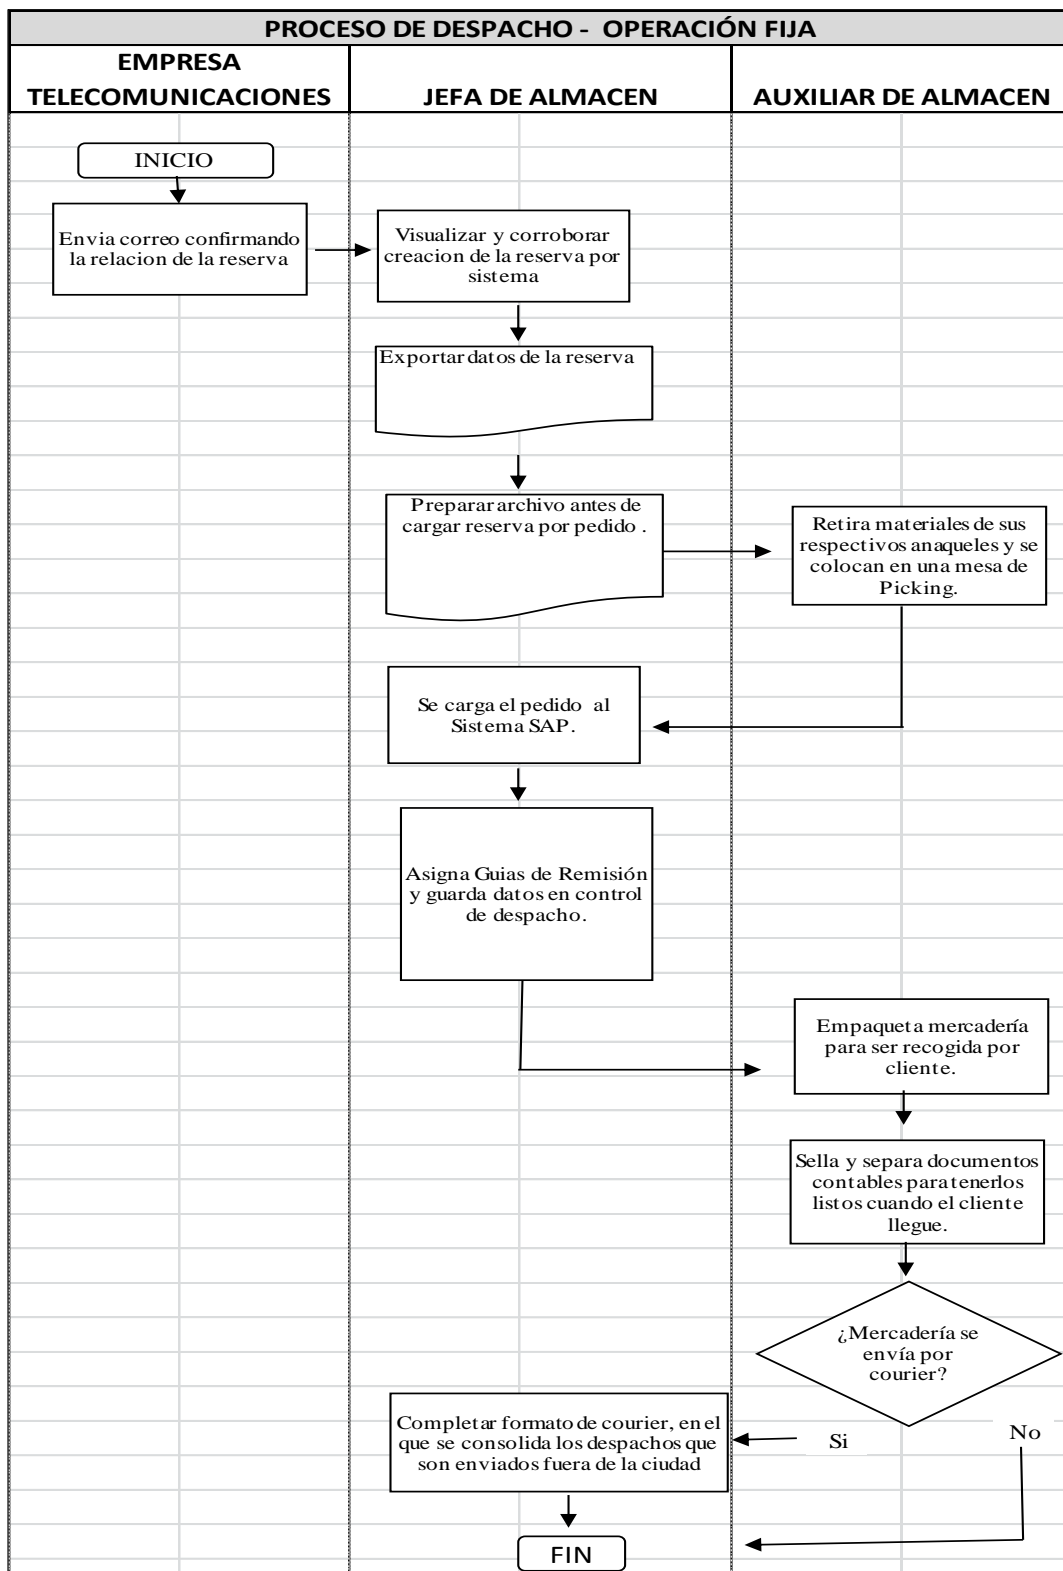 PROCESO DE DESPACHO - OPERACIÓN FIJA
EMPRESA
TELECOMUNICACIONES
JEFA DE ALMACEN
AUXILIAR DE ALMACEN
INICIO
Envia correo confirmando
la relacion de la reserva
Visualizar y corroborar
creacion de la reserva por
sistema
Exportar datos de la reserva
Preparar archivo antes de
cargar reserva por pedido .
Retira materiales de sus
respectivos anaqueles y se
colocan en una mesa de
Picking.
Se carga el pedido al
Sistema SAP.
Asigna Guias de Remisión
y guarda datos en control
de despacho.
Empaqueta mercadería
para ser recogida por
cliente.
Sella y separa documentos
contables para tenerlos
listos cuando el cliente
llegue.
¿Mercadería se
envía por
courier?
Completar formato de courier, en el
que se consolida los despachos que
son enviados fuera de la ciudad
Si
No
FIN